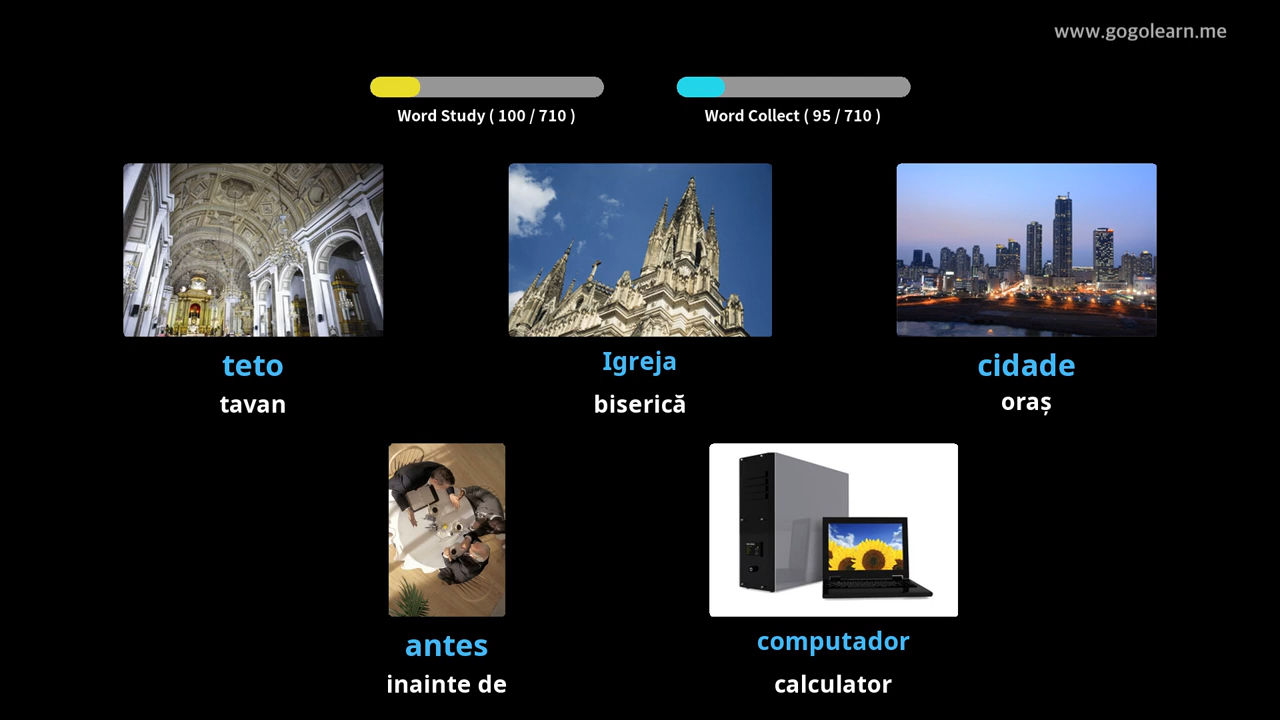 www.gogolearn.me
Word Study ( 100 / 710 )
Word Collect ( 95 / 710 )
teto
tavan
Igreja
biserică
cidade
oraș
antes
inainte de
computador
calculator